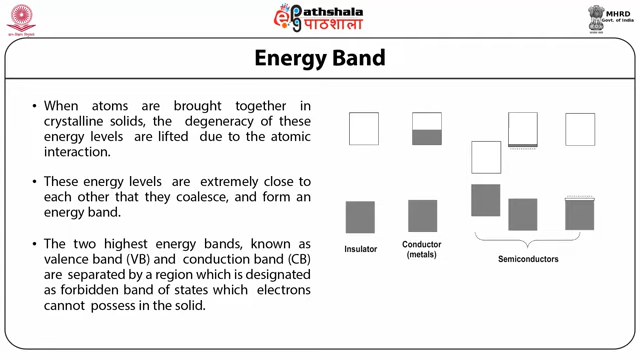 ePathshala
पाठशाला
MHRD
Govt. of India
Energy Band
• When atoms are brought together in
crystalline solids, the degeneracy of these
energy levels are lifted due to the atomic
interaction.
• These energy levels are extremely close to
each other that they coalesce, and form an
energy band.
• The two highest energy bands, known as
valence band (VB) and conduction band (CB)
are separated by a region which is designated
as forbidden band of states which electrons
cannot possess in the solid.
Insulator
Conductor
(metals)
Semiconductors